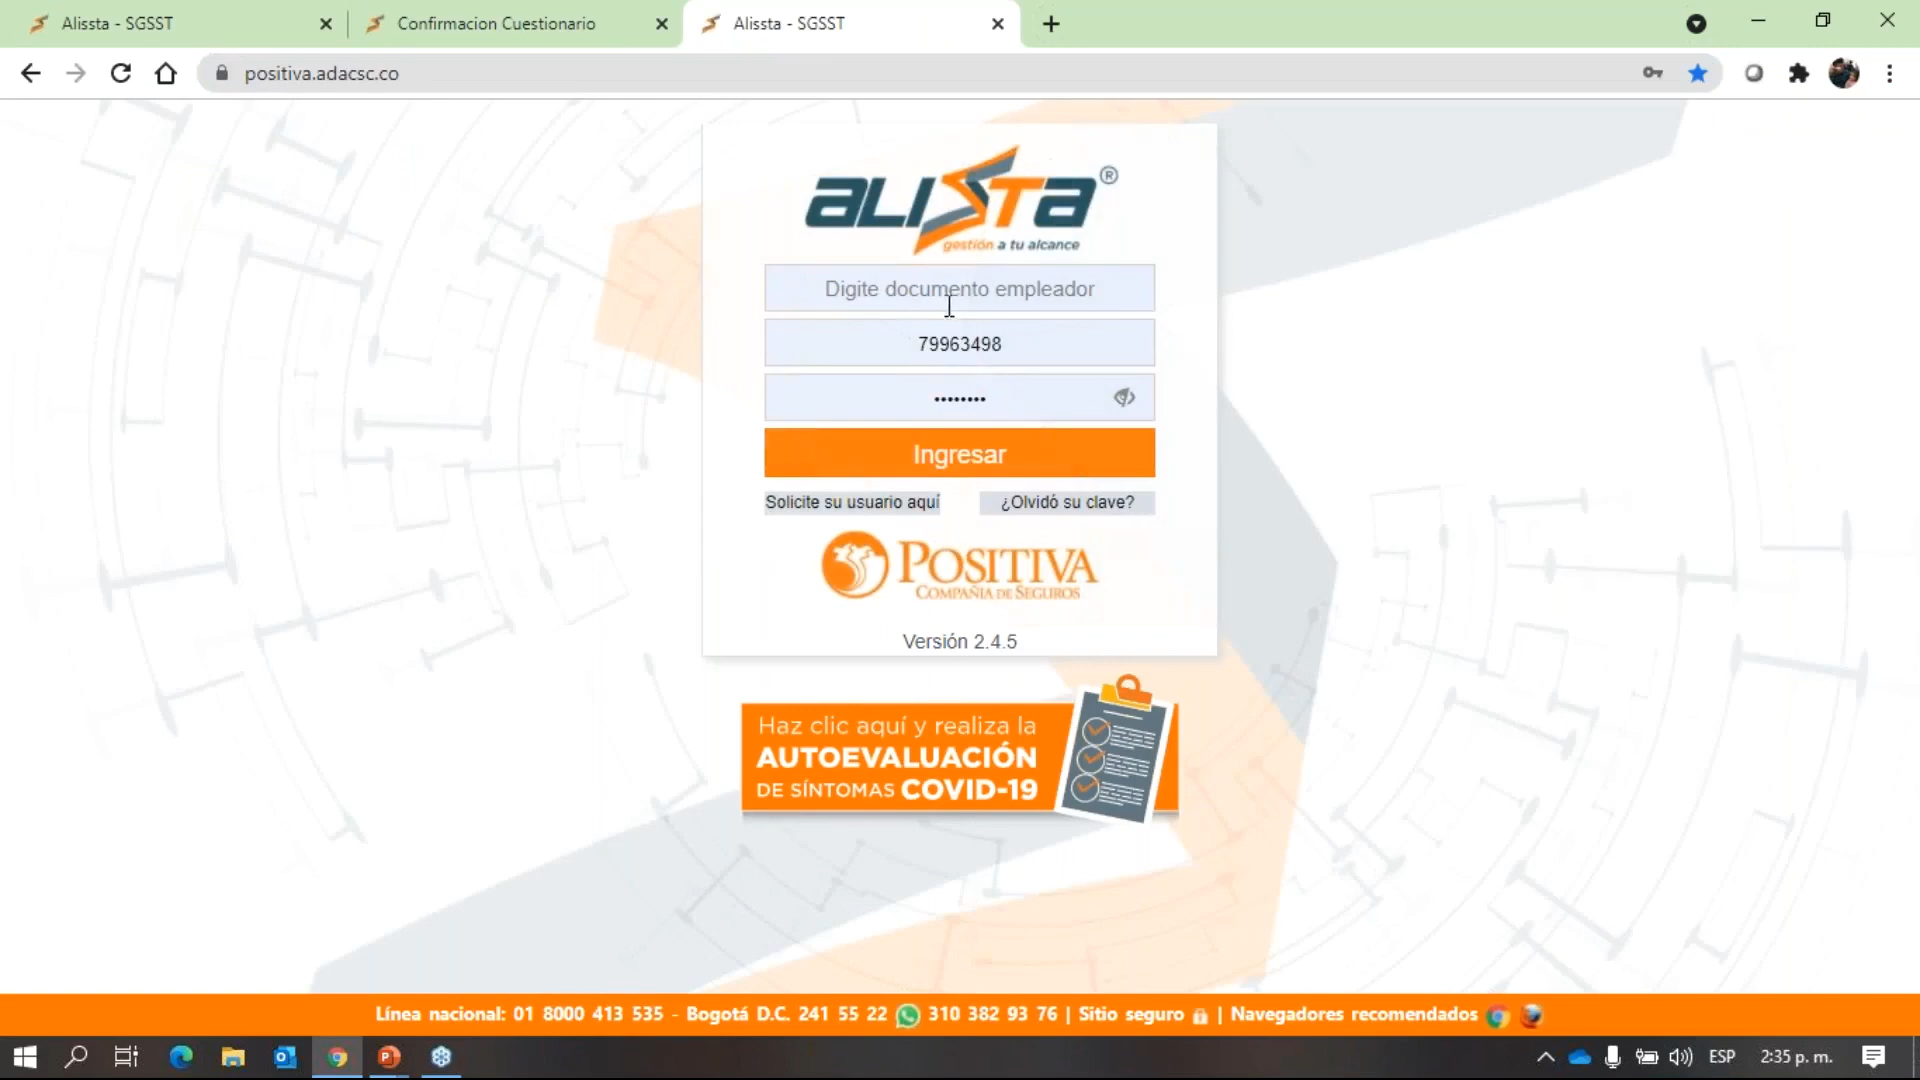 Alissta - SGSST
Confirmacion Cuestionario
Alissta - SGSST
positiva.adacsc.co
ALISSTA ®
gestión a tu alcance
Digite documento empleador
79963498
••••••••
Ingresar
Solicite su usuario aquí
¿Olvidó su clave?
POSITIVA
COMPAÑIA DE SEGUROS
Versión 2.4.5
Haz clic aquí y realiza la
AUTOEVALUACIÓN
DE SÍNTOMAS COVID-19
Línea nacional: 01 8000 413 535 - Bogotá D.C. 241 55 22 310 382 93 76 | Sitio seguro | Navegadores recomendados
ESP
2:35 p. m.